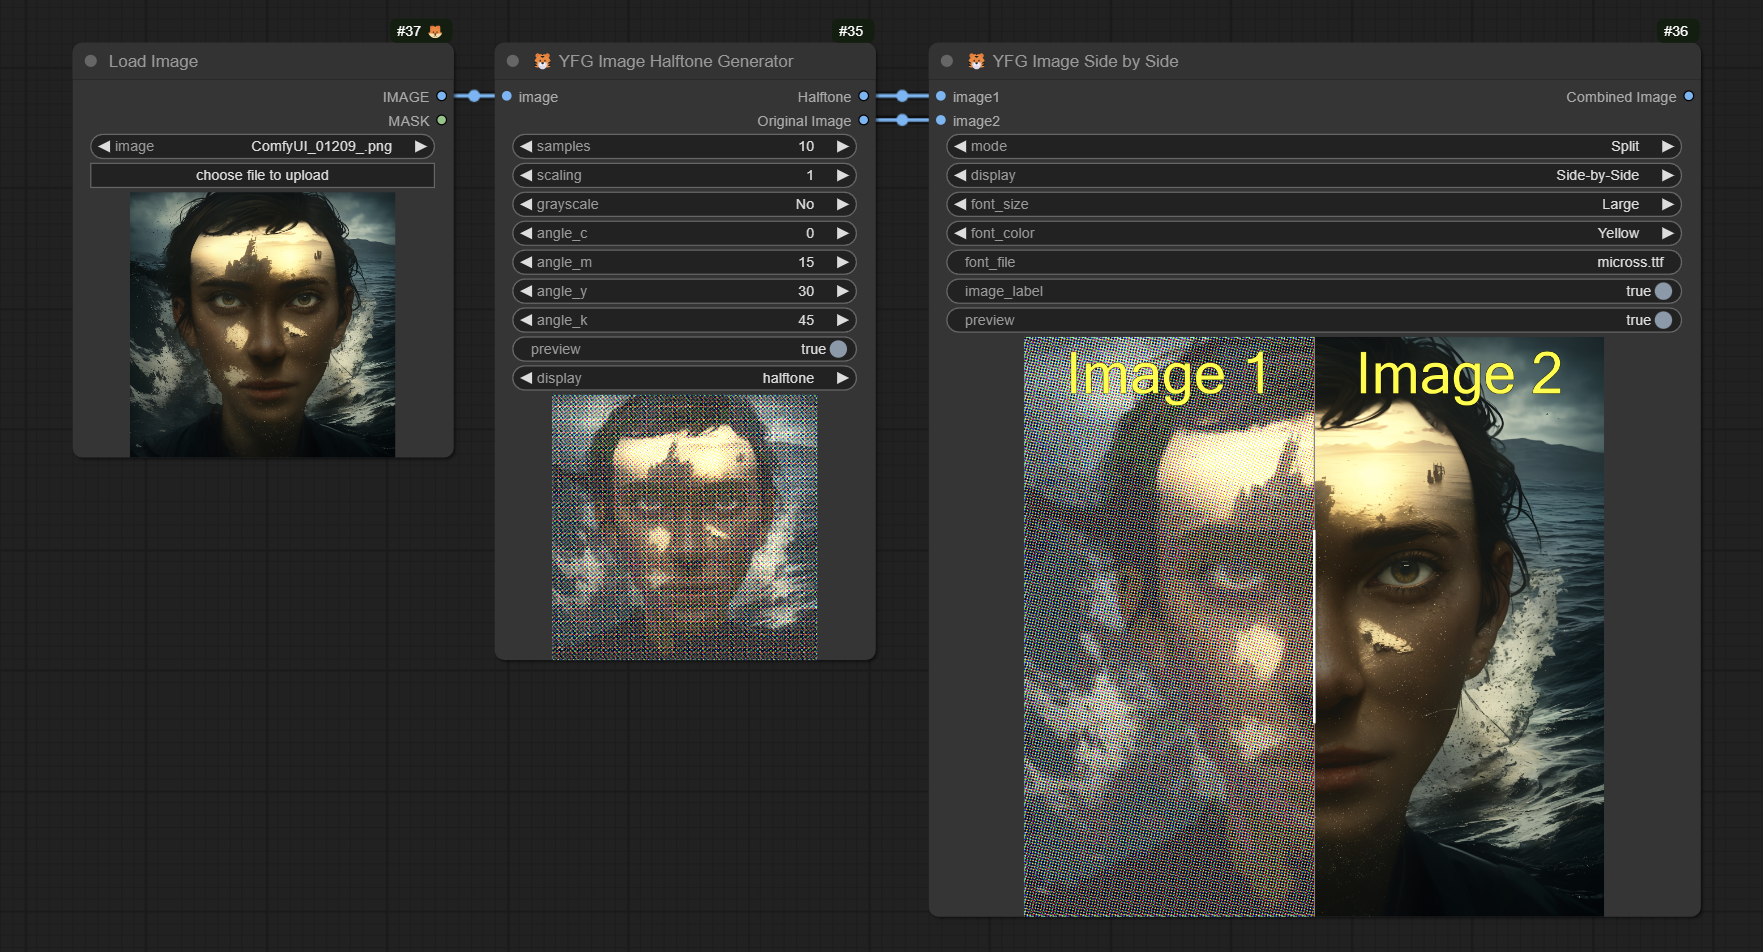 #37
Load Image
IMAGE
MASK
image ComfyUI_01209_.png
choose file to upload
#35
YFG Image Halftone Generator
image Halftone
Original Image
samples 10
scaling 1
grayscale No
angle_c 0
angle_m 15
angle_y 30
angle_k 45
preview true
display halftone
#36
YFG Image Side by Side
image1 Combined Image
image2
mode Split
display Side-by-Side
font_size Large
font_color Yellow
font_file micross.ttf
image_label true
preview true
Image 1 Image 2